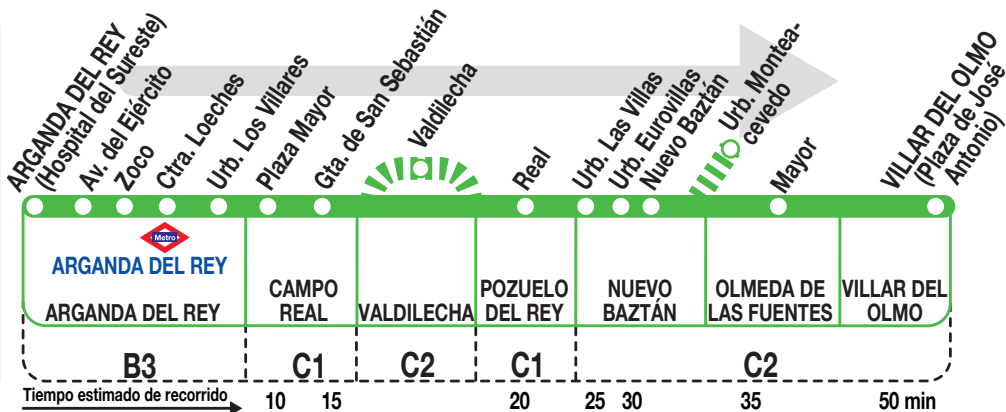 ARGANDA DEL REY
(Hospital del Sureste)
Av. del Ejército
Zoco
Ctra. Loeches
Urb. Los Villares
Plaza Mayor
Gta. de San Sebastián
Valdilecha
Real
Urb. Las Villas
Urb. Eurovillas
Nuevo Baztán
Urb. Montea-
cevedo
Mayor
VILLAR DEL OLMO
(Plaza de José
Antonio)
Metro
ARGANDA DEL REY
ARGANDA DEL REY
CAMPO
REAL
VALDILECHA
POZUELO
DEL REY
NUEVO
BAZTÁN
OLMEDA DE
LAS FUENTES
VILLAR DEL
OLMO
B3
C1
C2
C1
C2
Tiempo estimado de recorrido
10
15
20
25
30
35
50 min